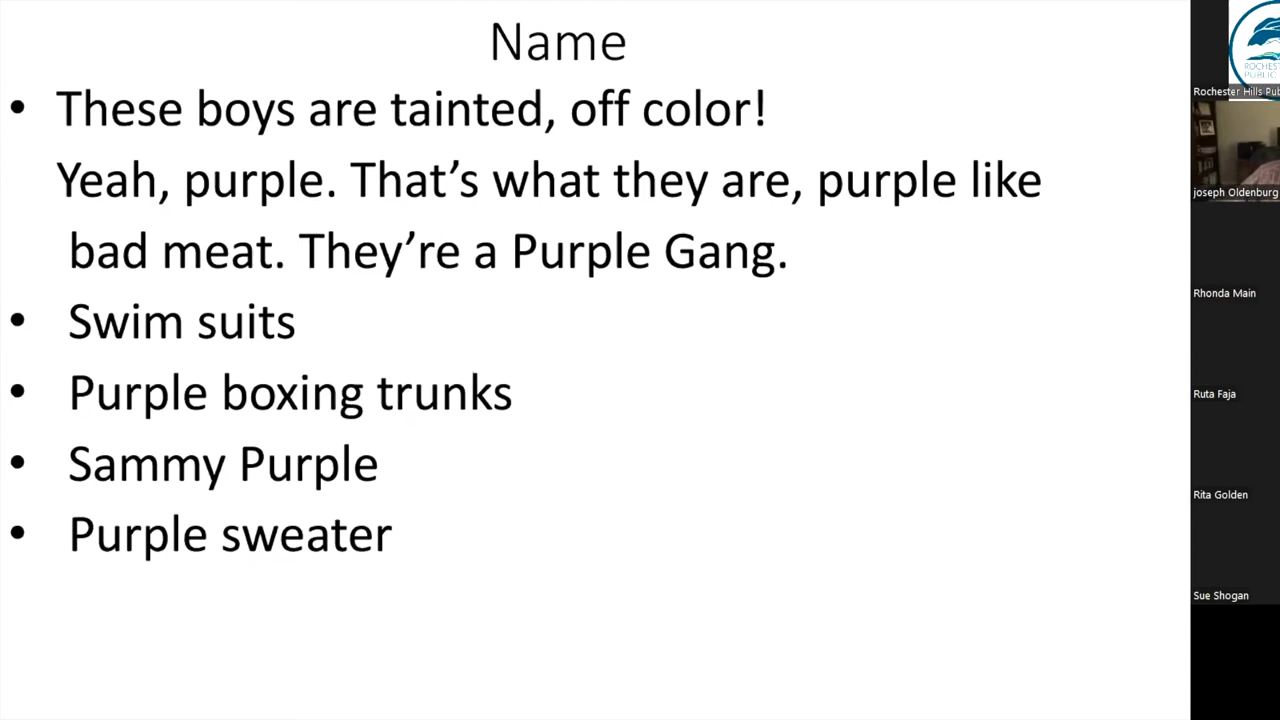 Name
• These boys are tainted, off color!
Yeah, purple. That's what they are, purple like
bad meat. They're a Purple Gang.
• Swim suits
• Purple boxing trunks
• Sammy Purple
• Purple sweater
ROCHEST
PUBLIC
Rochester Hills Pub
joseph Oldenburg
Rhonda Main
Ruta Faja
Rita Golden
Sue Shogan